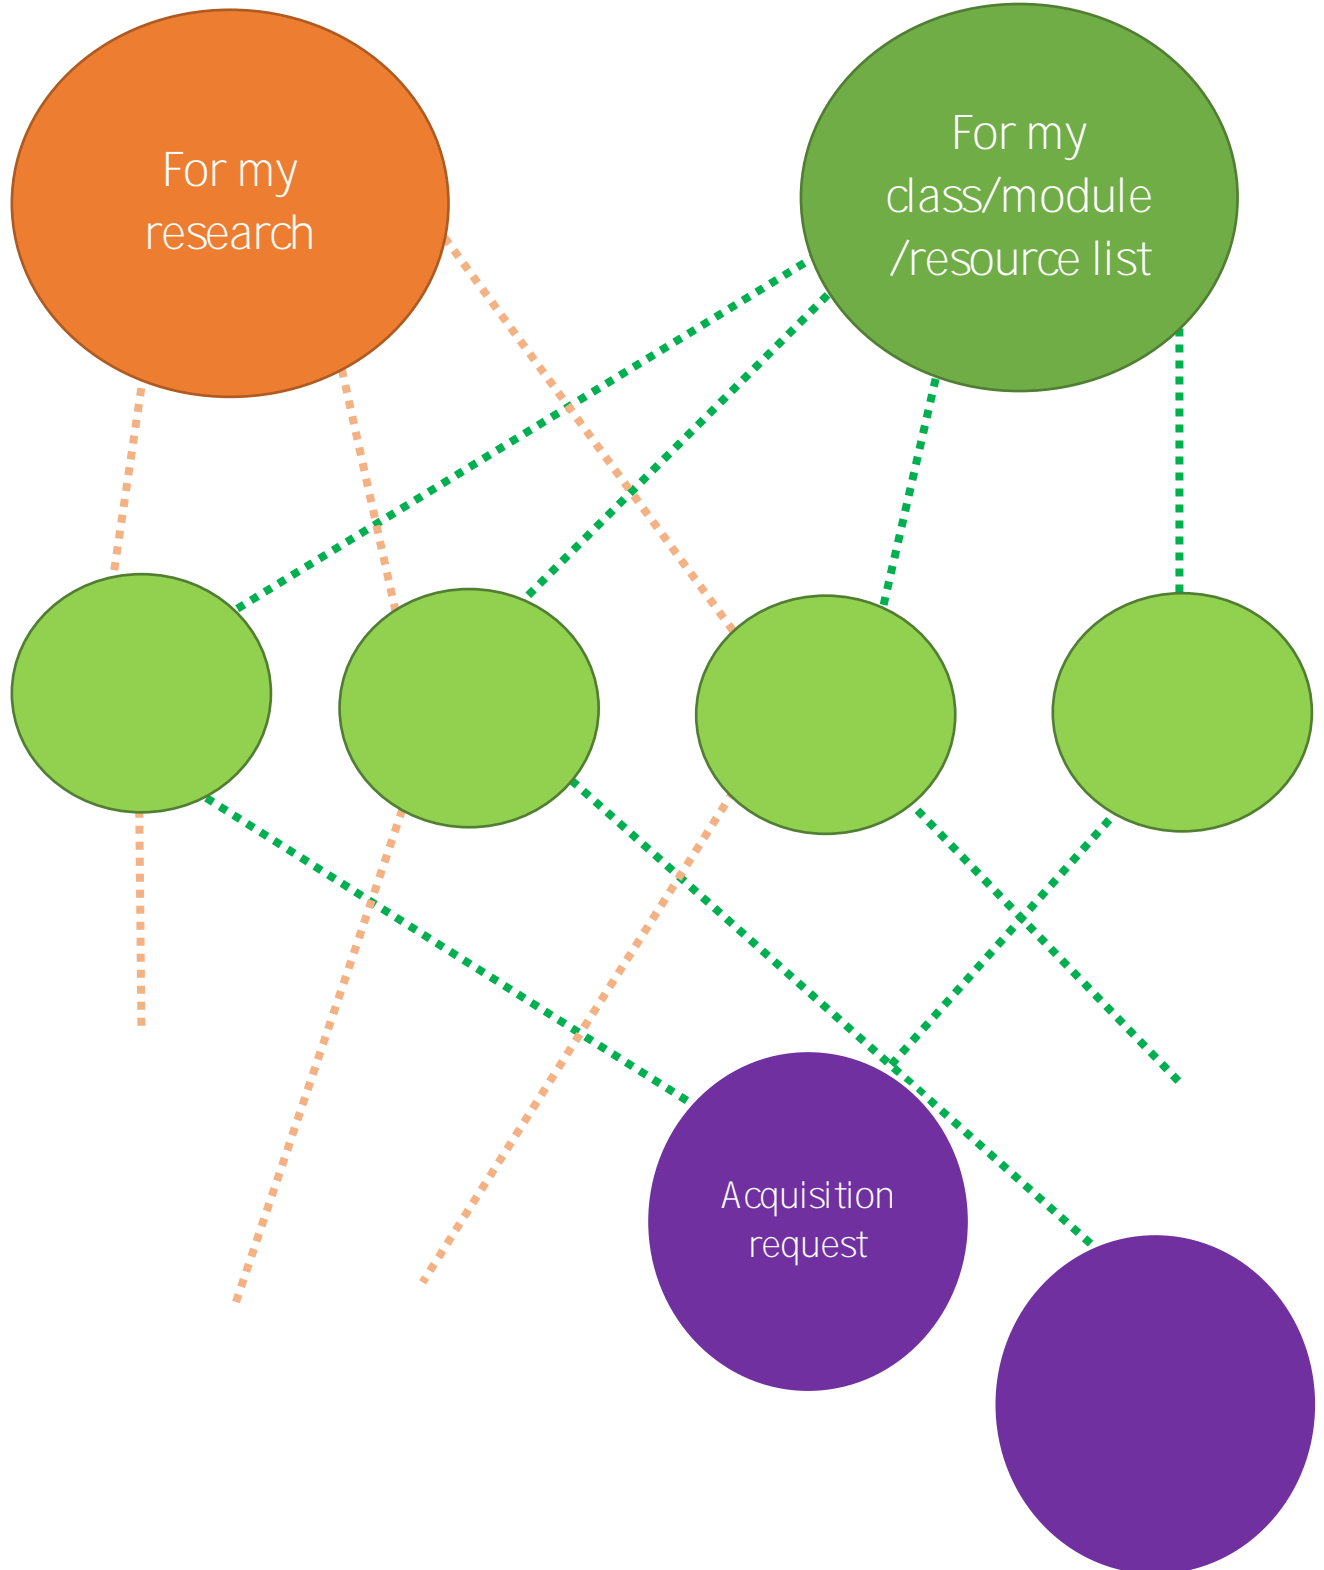 For my
research
For my
class/module
/resource list
Acquisition
request